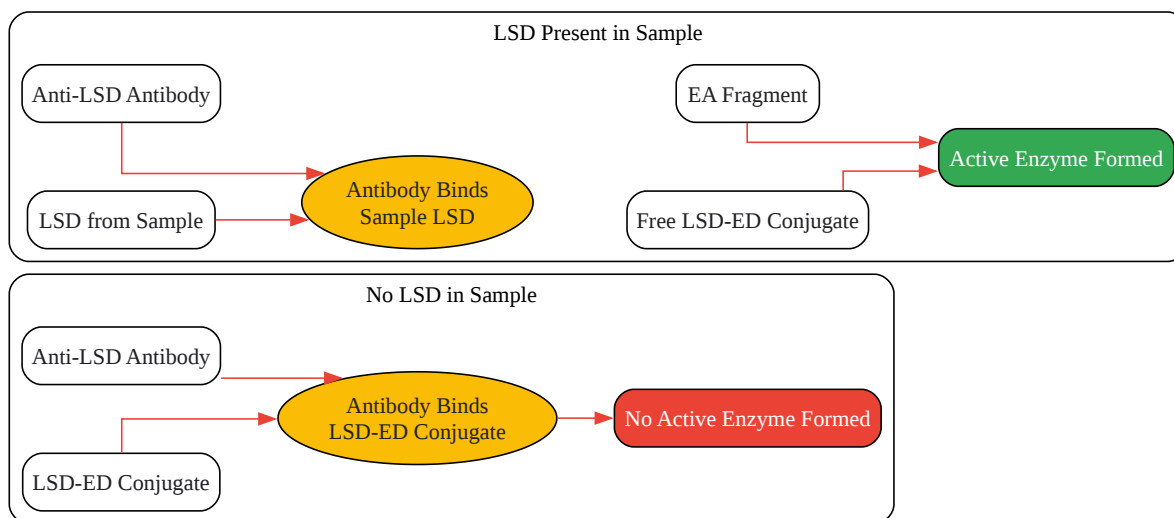 LSD Present in Sample
Anti-LSD Antibody
EA Fragment
Active Enzyme Formed
Antibody Binds
Sample LSD
LSD from Sample
Free LSD-ED Conjugate
No LSD in Sample
Anti-LSD Antibody
Antibody Binds
LSD-ED Conjugate
No Active Enzyme Formed
LSD-ED Conjugate